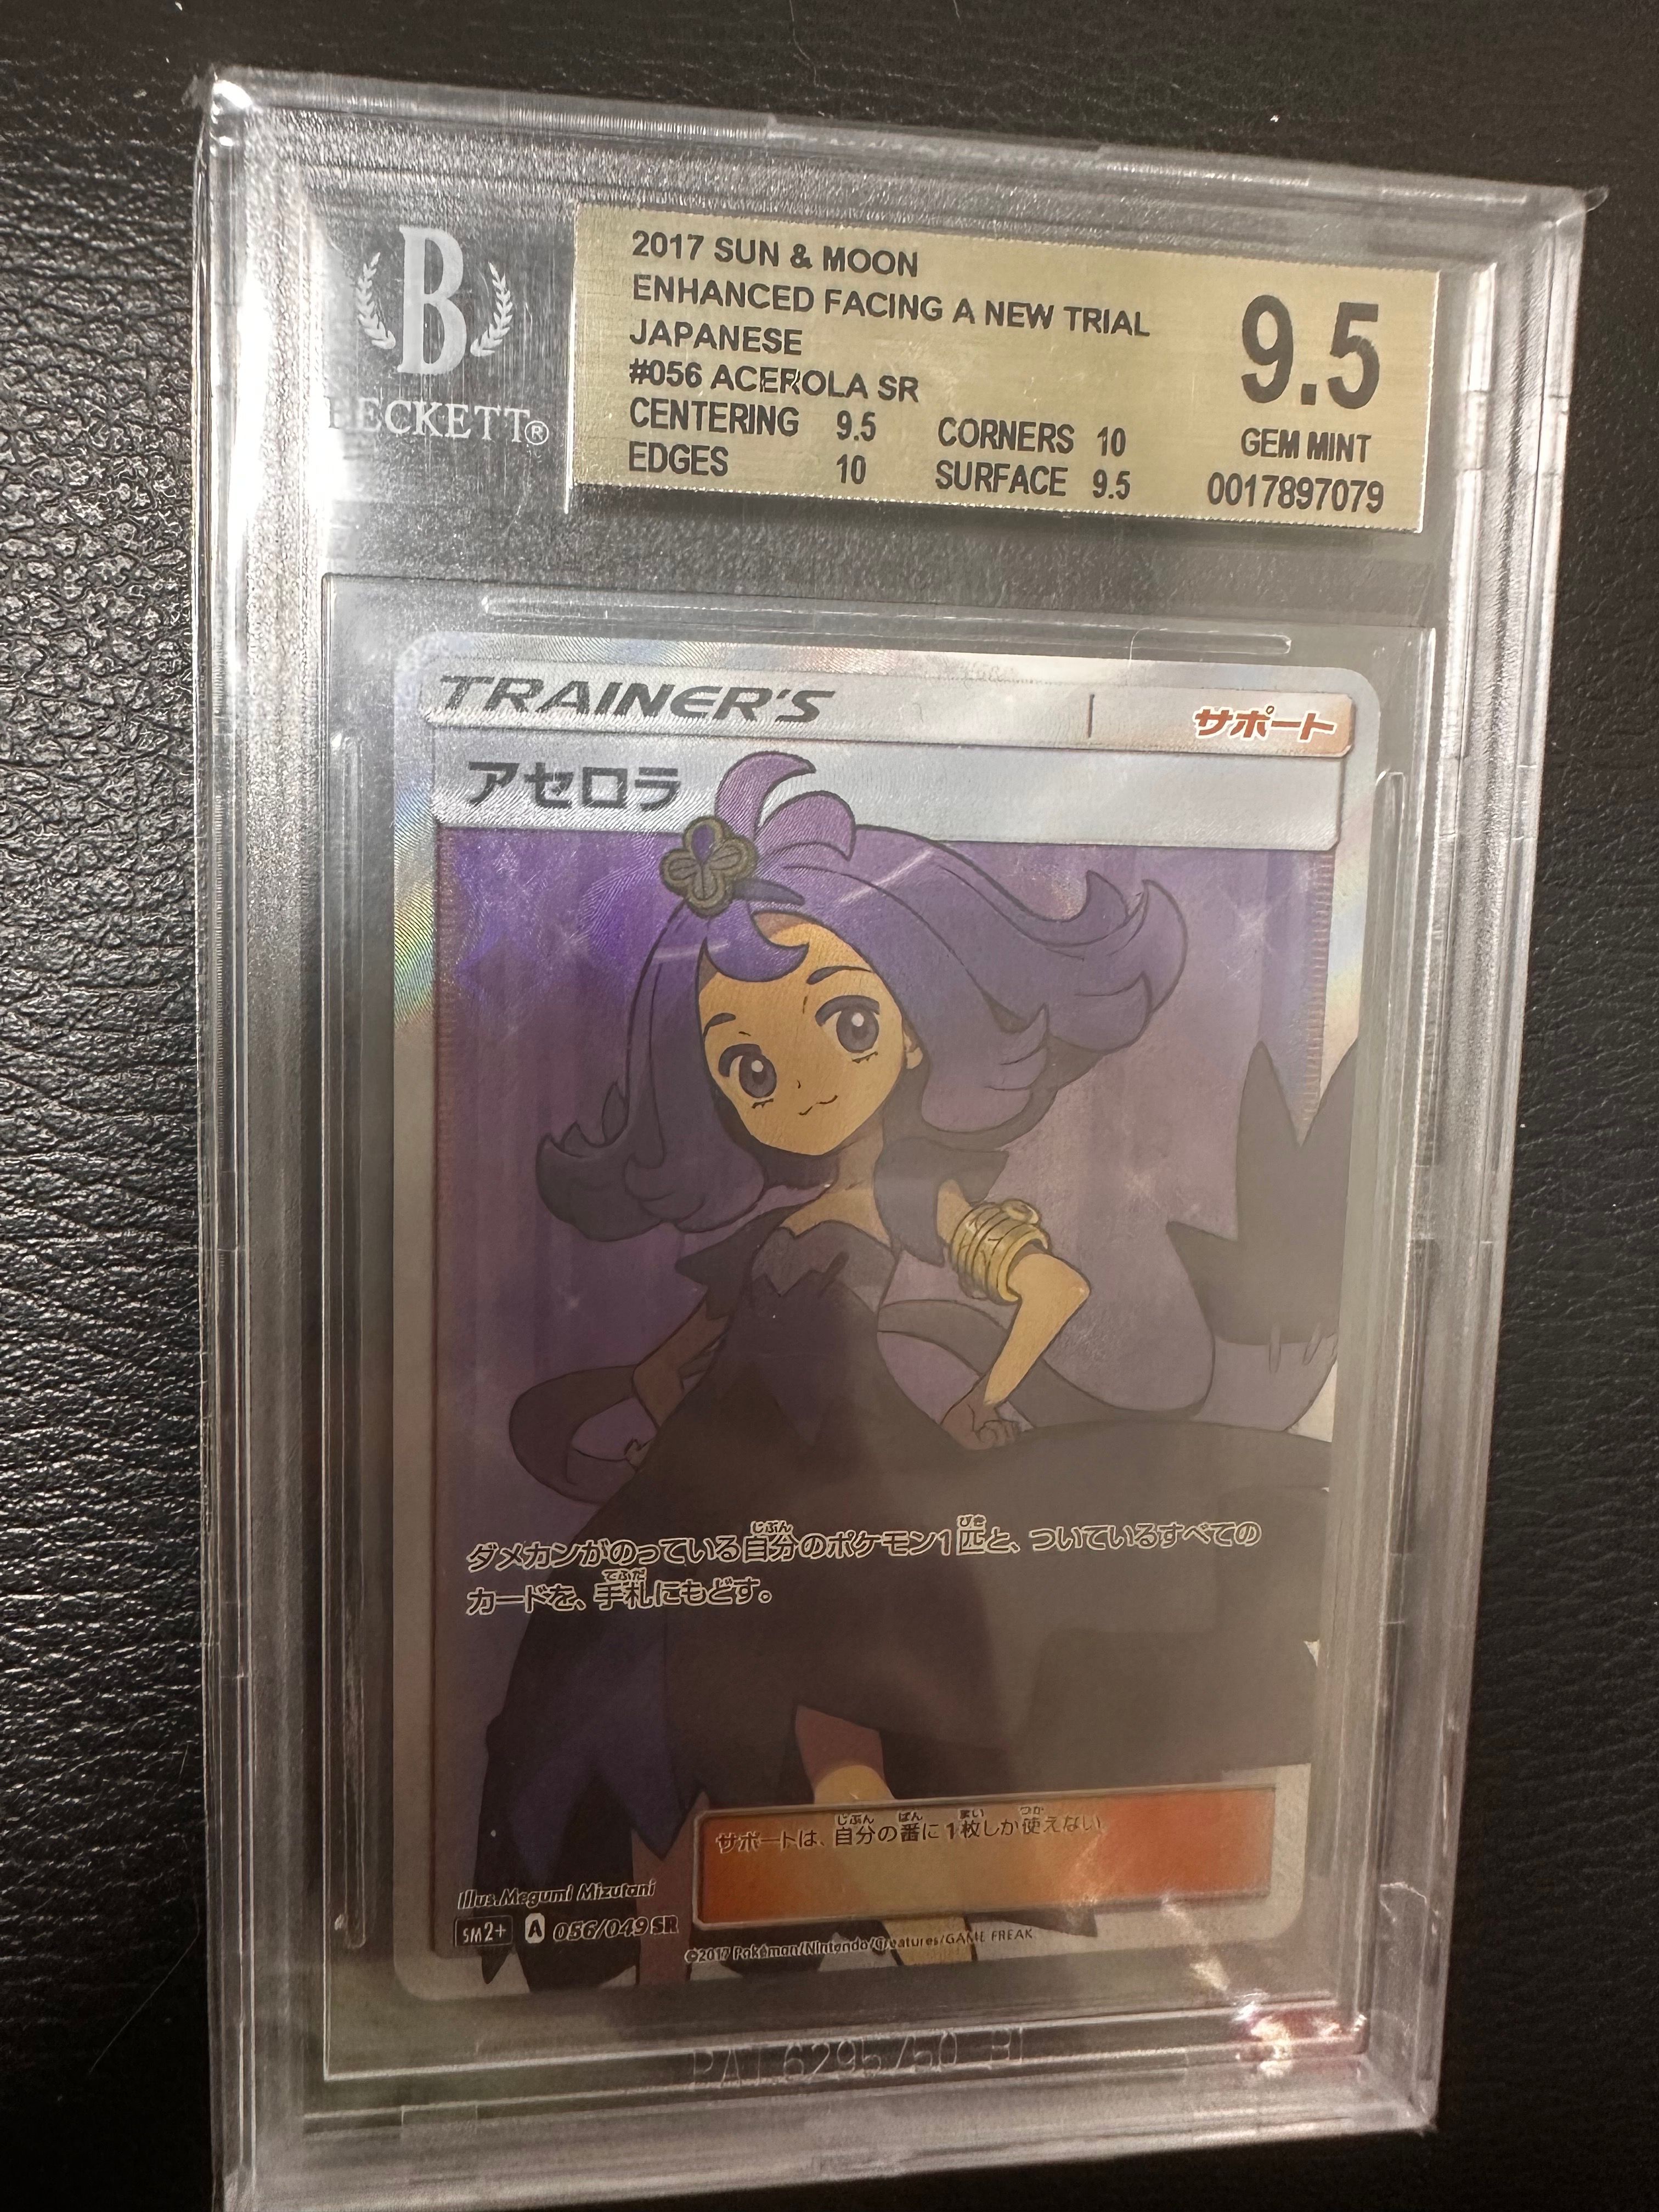 B
BECKETT®
2017 SUN & MOON
ENHANCED FACING A NEW TRIAL
JAPANESE
#056 ACEROLA SR
CENTERING 9.5 CORNERS 10
EDGES 10 SURFACE 9.5
9.5
GEM MINT
0017897079
TRAINER'S
サポート
アセロラ
ダメカンがのっている自分のポケモン1匹と、ついているすべての
カードを、手札にもどす。
サポートは、自分の番に1枚しか使えない。
Illus.Megumi Mizutani
SM2+ A 056/049 SR
©2017 Pokémon/Nintendo/Creatures/GAME FREAK